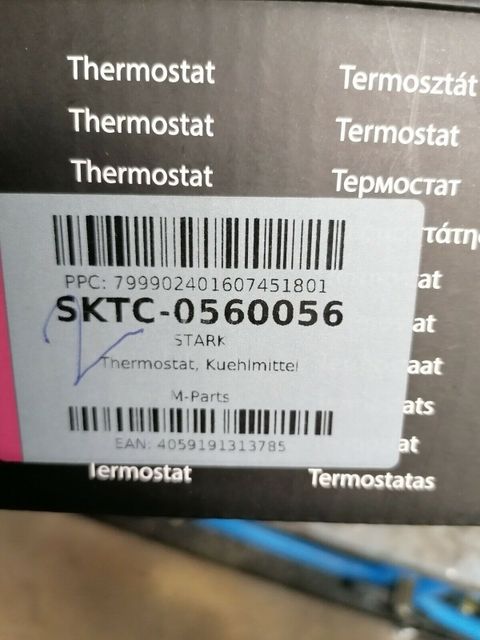 Thermostat Termosztát
Thermostat Termostat
Thermostat Термостат
PPC: 799902401607451801
SKTC-0560056
STARK
Thermostat, Kuehlmittel
M-Parts
EAN: 4059191313785
Termostat Termostatas